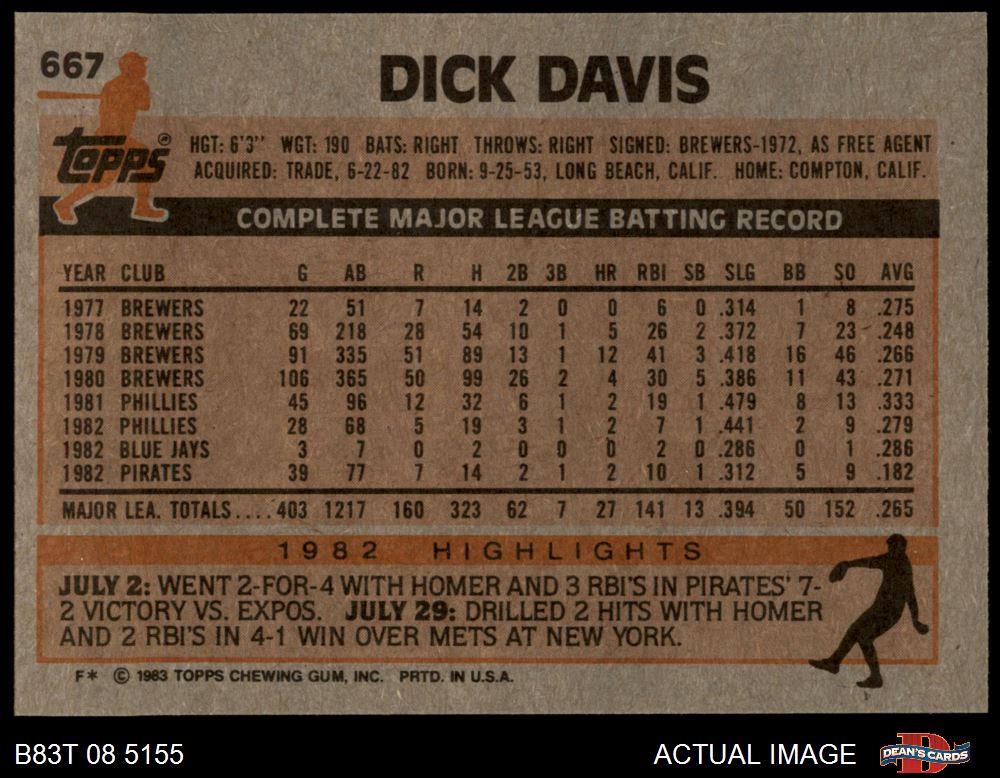 667
DICK DAVIS
Topps®
HGT: 6'3" WGT: 190 BATS: RIGHT THROWS: RIGHT SIGNED: BREWERS-1972, AS FREE AGENT
ACQUIRED: TRADE, 6-22-82 BORN: 9-25-53, LONG BEACH, CALIF. HOME: COMPTON, CALIF.
COMPLETE MAJOR LEAGUE BATTING RECORD
YEAR CLUB G AB R H 2B 3B HR RBI SB SLG BB SO AVG
1977 BREWERS 22 51 7 14 2 0 0 6 0 .314 1 8 .275
1978 BREWERS 69 218 28 54 10 1 5 26 2 .372 7 23 .248
1979 BREWERS 91 335 51 89 13 1 12 41 3 .418 16 46 .266
1980 BREWERS 106 365 50 99 26 2 4 30 5 .386 11 43 .271
1981 PHILLIES 45 96 12 32 6 1 2 19 1 .479 8 13 .333
1982 PHILLIES 28 68 5 19 3 1 2 7 1 .441 2 9 .279
1982 BLUE JAYS 3 7 0 2 0 0 0 2 0 .286 0 1 .286
1982 PIRATES 39 77 7 14 2 1 2 10 1 .312 5 9 .182
MAJOR LEA. TOTALS....403 1217 160 323 62 7 27 141 13 .394 50 152 .265
1982 HIGHLIGHTS
JULY 2: WENT 2-FOR-4 WITH HOMER AND 3 RBI'S IN PIRATES' 7-
2 VICTORY VS. EXPOS. JULY 29: DRILLED 2 HITS WITH HOMER
AND 2 RBI'S IN 4-1 WIN OVER METS AT NEW YORK.
F* © 1983 TOPPS CHEWING GUM, INC. PRTD. IN U.S.A.
B83T 08 5155 ACTUAL IMAGE D DEAN'S CARDS